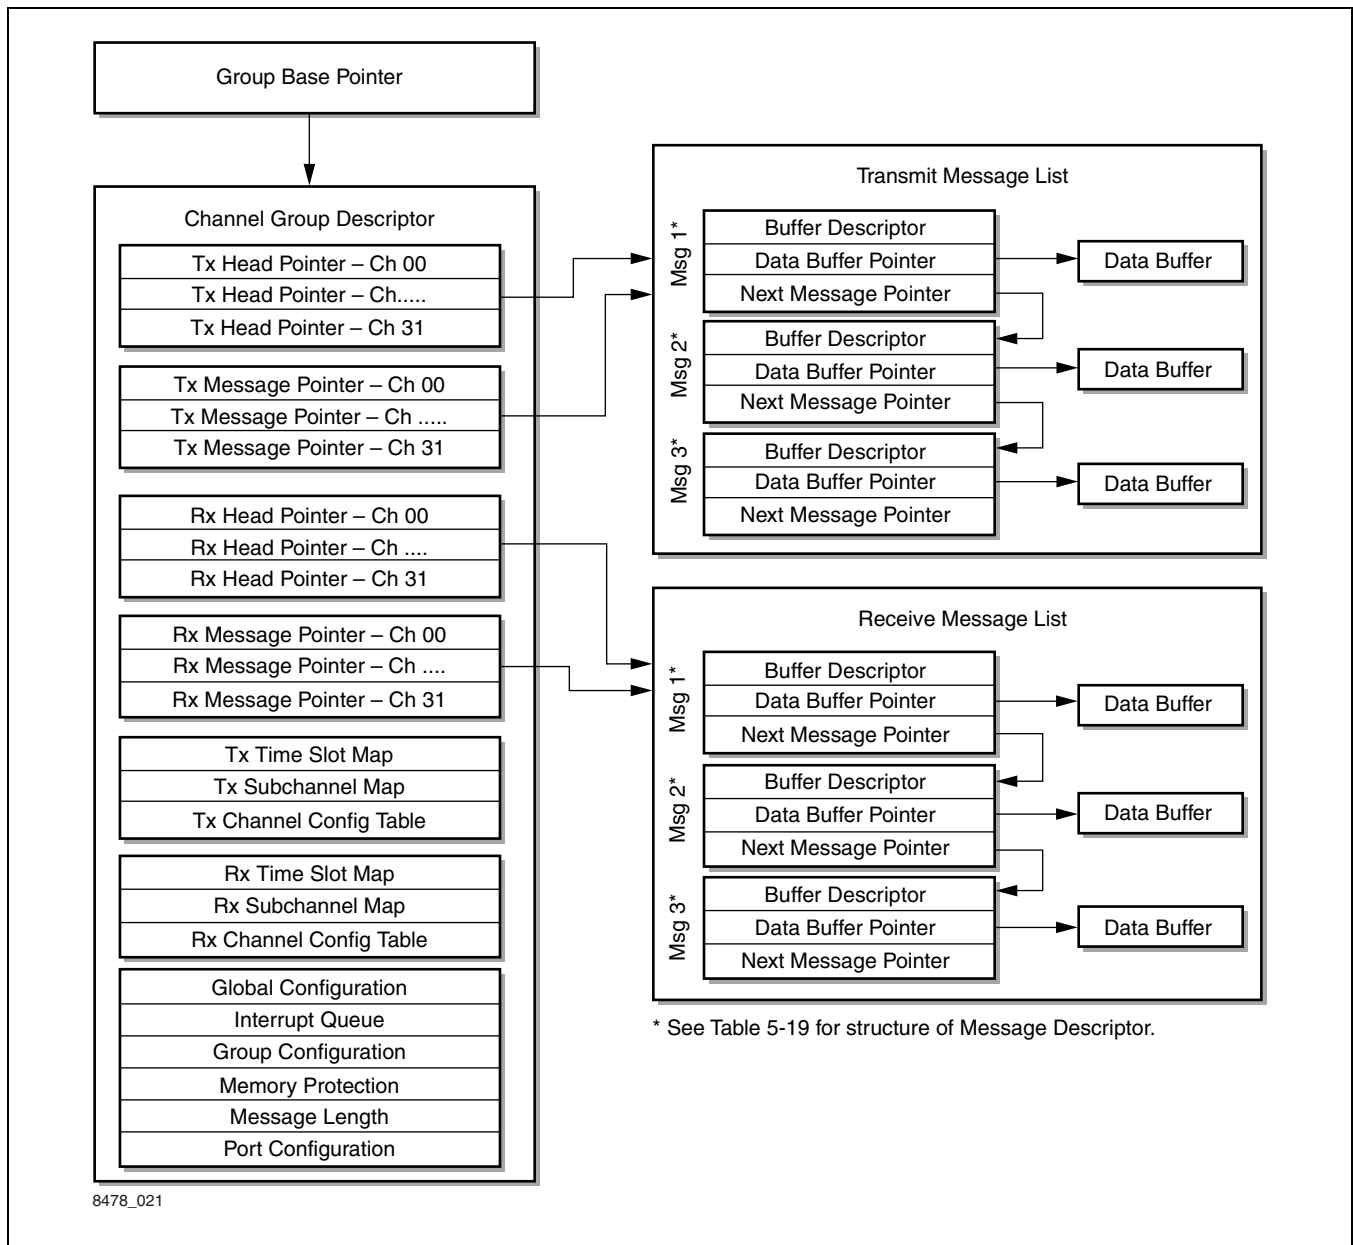 Group Base Pointer
Channel Group Descriptor
Tx Head Pointer – Ch 00
Tx Head Pointer – Ch.....
Tx Head Pointer – Ch 31
Tx Message Pointer – Ch 00
Tx Message Pointer – Ch .....
Tx Message Pointer – Ch 31
Rx Head Pointer – Ch 00
Rx Head Pointer – Ch ....
Rx Head Pointer – Ch 31
Rx Message Pointer – Ch 00
Rx Message Pointer – Ch ....
Rx Message Pointer – Ch 31
Tx Time Slot Map
Tx Subchannel Map
Tx Channel Config Table
Rx Time Slot Map
Rx Subchannel Map
Rx Channel Config Table
Global Configuration
Interrupt Queue
Group Configuration
Memory Protection
Message Length
Port Configuration
Transmit Message List
Msg 1*
Buffer Descriptor
Data Buffer Pointer
Next Message Pointer
Data Buffer
Msg 2*
Buffer Descriptor
Data Buffer Pointer
Next Message Pointer
Data Buffer
Msg 3*
Buffer Descriptor
Data Buffer Pointer
Next Message Pointer
Data Buffer
Receive Message List
Msg 1*
Buffer Descriptor
Data Buffer Pointer
Next Message Pointer
Data Buffer
Msg 2*
Buffer Descriptor
Data Buffer Pointer
Next Message Pointer
Data Buffer
Msg 3*
Buffer Descriptor
Data Buffer Pointer
Next Message Pointer
Data Buffer
* See Table 5-19 for structure of Message Descriptor.
8478_021